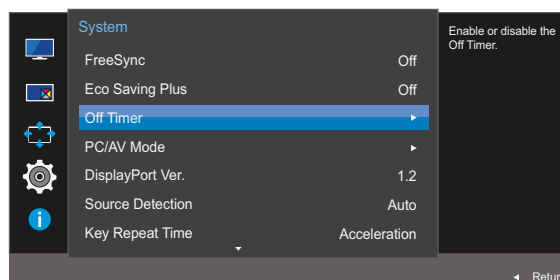 System
FreeSync Off
Eco Saving Plus Off
Off Timer
PC/AV Mode
DisplayPort Ver. 1.2
Source Detection Auto
Key Repeat Time Acceleration
Enable or disable the
Off Timer.
Retur